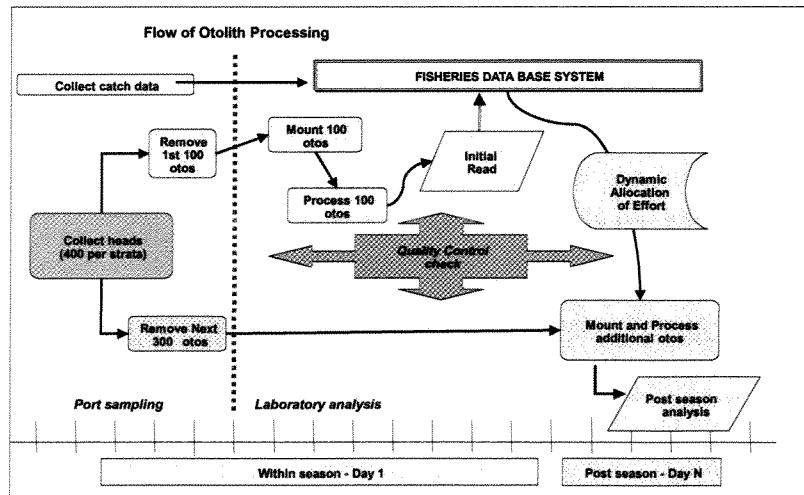 Flow of Otolith Processing
Collect catch data
FISHERIES DATA BASE SYSTEM
Remove
1st 100
otos
Mount 100
otos
Process 100
otos
Initial
Read
Dynamic
Allocation
of Effort
Collect heads
(400 per strata)
Quality Control
check
Remove Next
300 otos
Mount and Process
additional otos
Post season
analysis
Port sampling
Laboratory analysis
Within season - Day 1
Post season - Day N